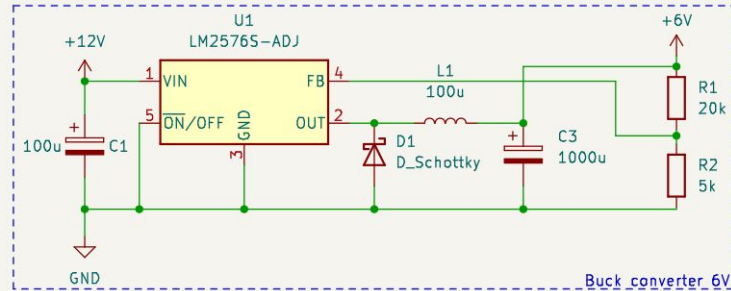 U1
LM2576S-ADJ
+12V
+6V
1 VIN
FB 4
L1
100u
R1
20k
5 ON/OFF
GND
OUT 2
3
100u
C1
D1
D_Schottky
C3
1000u
R2
5k
GND
Buck converter 6V